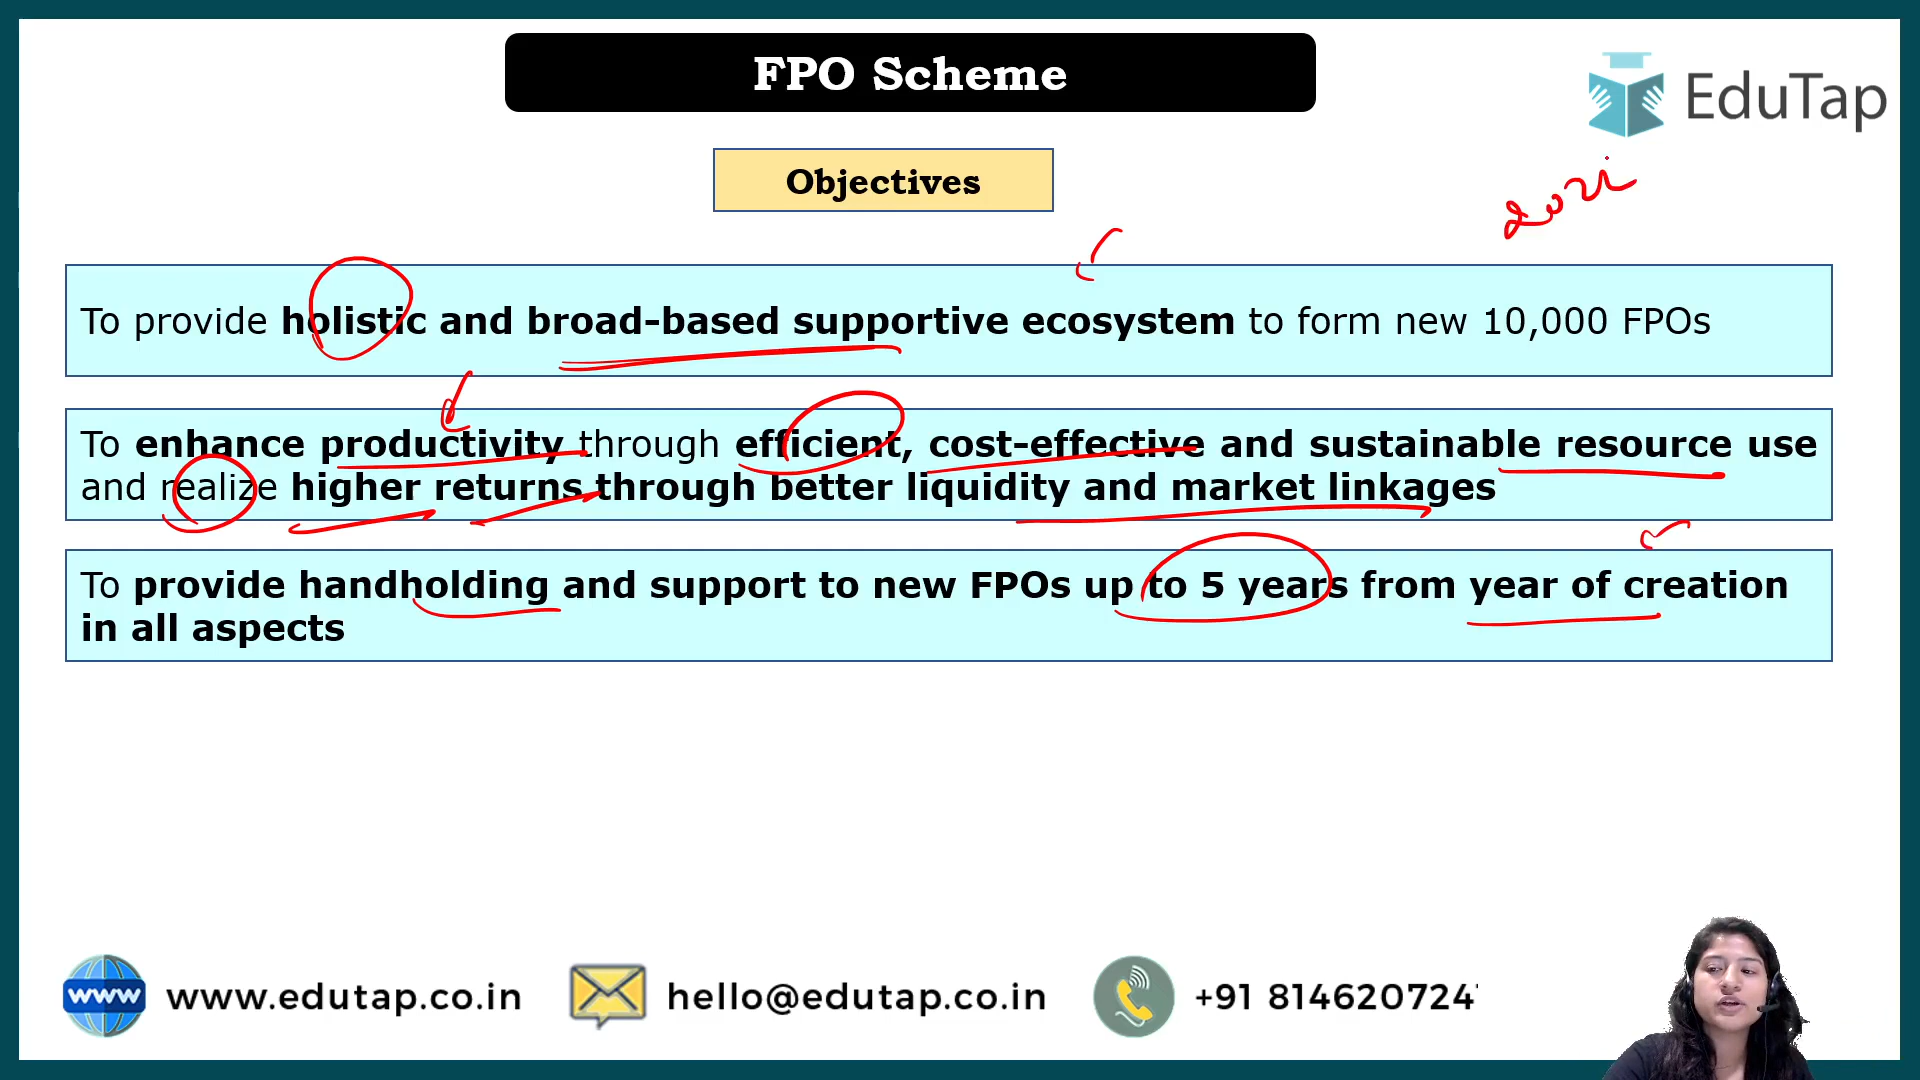 FPO Scheme
EduTap
Objectives
2021
To provide holistic and broad-based supportive ecosystem to form new 10,000 FPOs
To enhance productivity through efficient, cost-effective and sustainable resource use
and realize higher returns through better liquidity and market linkages
To provide handholding and support to new FPOs up to 5 years from year of creation
in all aspects
www
www.edutap.co.in
hello@edutap.co.in
+91 814620724